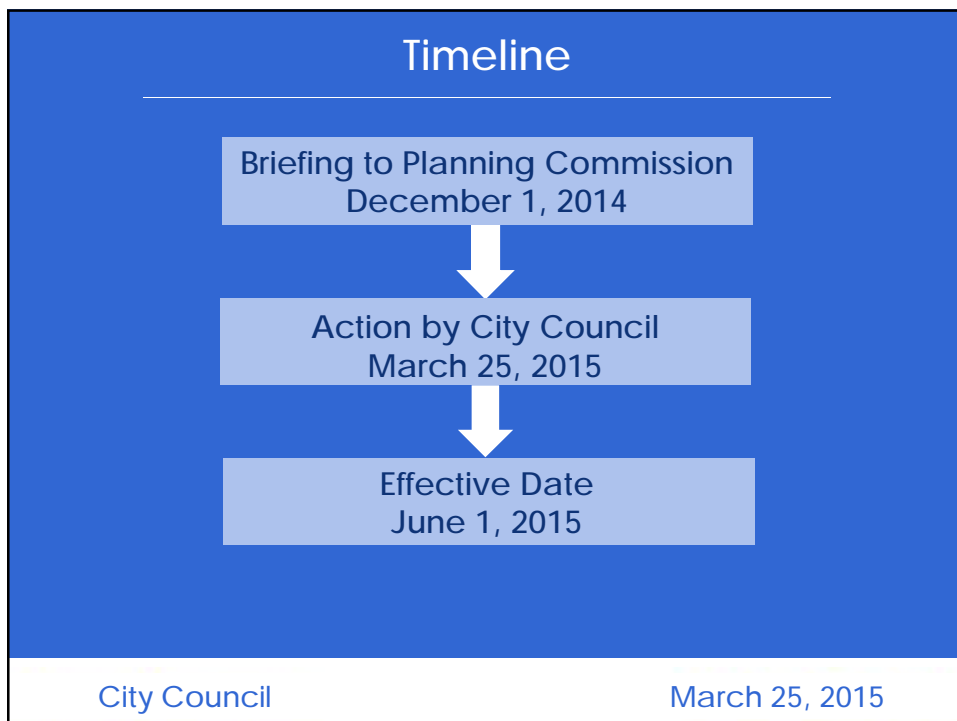 Timeline
Briefing to Planning Commission
December 1, 2014
Action by City Council
March 25, 2015
Effective Date
June 1, 2015
City Council
March 25, 2015